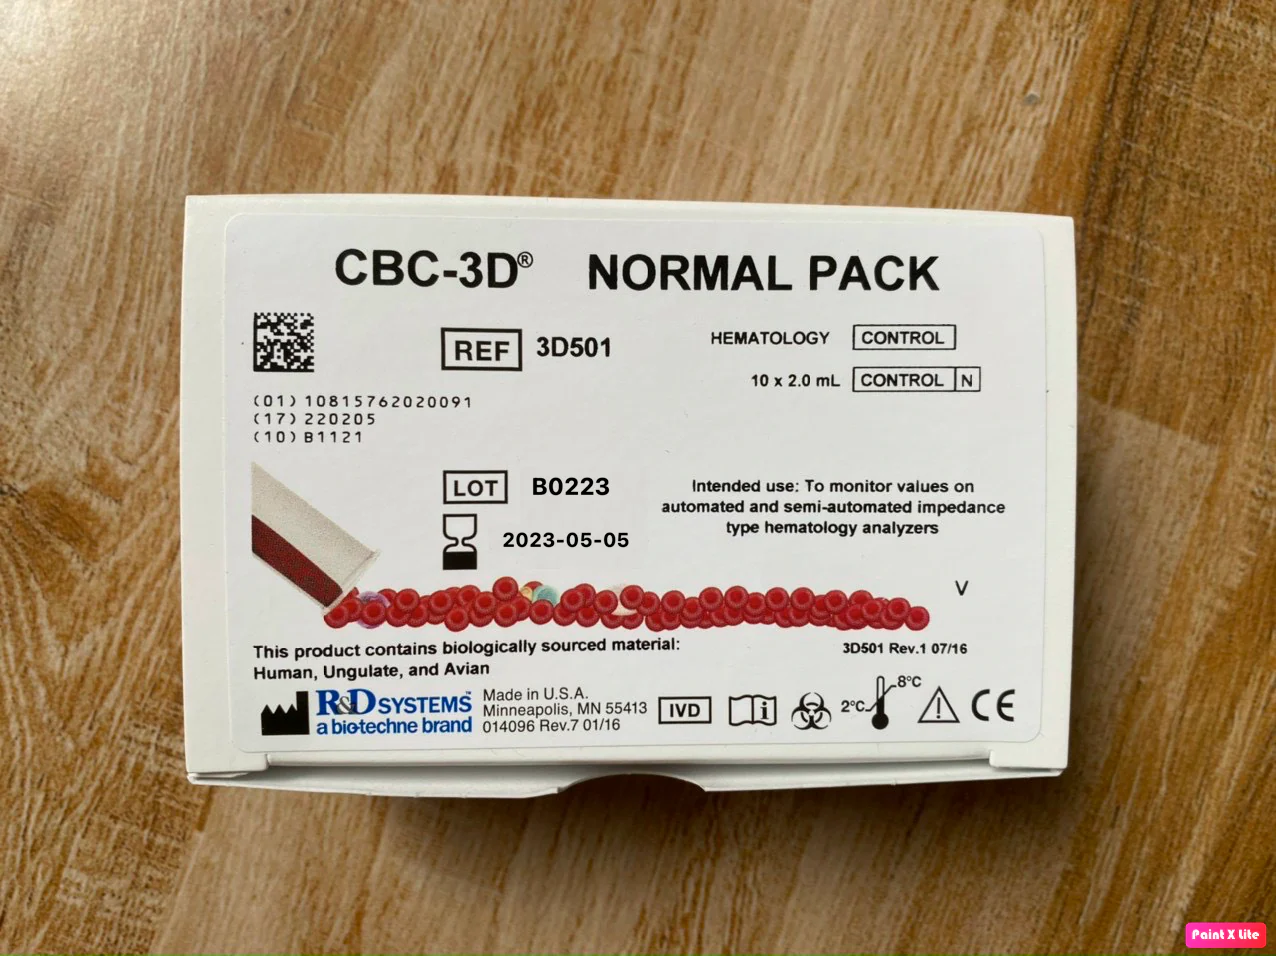 CBC-3D® NORMAL PACK
REF 3D501
HEMATOLOGY CONTROL
10 x 2.0 mL CONTROL N
(01) 10815762020091
(17) 220205
(10) B1121
LOT B0223
2023-05-05
Intended use: To monitor values on
automated and semi-automated impedance
type hematology analyzers
V
This product contains biologically sourced material:
Human, Ungulate, and Avian
3D501 Rev.1 07/16
R&D SYSTEMS™
a biotechne brand
Made in U.S.A.
Minneapolis, MN 55413
014096 Rev.7 01/16
IVD
i
2°C
8°C
CE
Paint X Lite